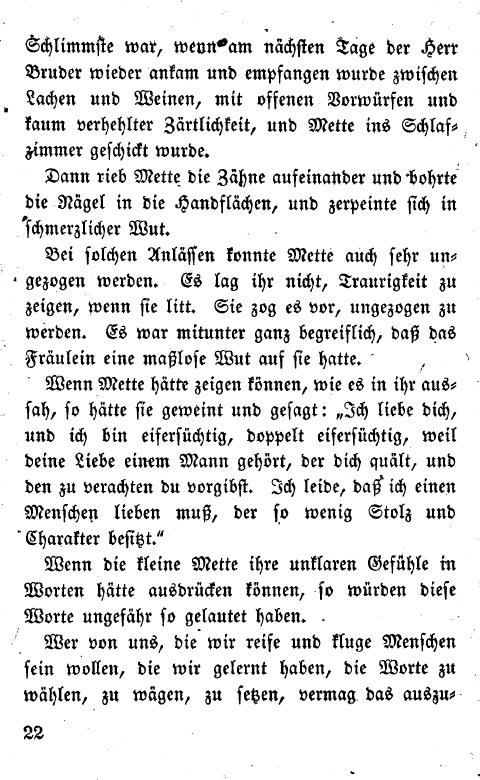 Schlimmste war, wenn am nächsten Tage der Herr
Bruder wieder ankam und empfangen wurde zwischen
Lachen und Weinen, mit offenen Vorwürfen und
kaum verhehlter Zärtlichkeit, und Mette ins Schlaf-
zimmer geschickt wurde.
Dann rieb Mette die Zähne aufeinander und bohrte
die Nägel in die Handflächen, und zerpeinte sich in
schmerzlicher Wut.
Bei solchen Anlässen konnte Mette auch sehr un-
gezogen werden. Es lag ihr nicht, Traurigkeit zu
zeigen, wenn sie litt. Sie zog es vor, ungezogen zu
werden. Es war mitunter ganz begreiflich, daß das
Fräulein eine maßlose Wut auf sie hatte.
Wenn Mette hätte zeigen können, wie es in ihr aus-
sah, so hätte sie geweint und gesagt: „Ich liebe dich,
und ich bin eifersüchtig, doppelt eifersüchtig, weil
deine Liebe einem Mann gehört, der dich quält, und
den zu verachten du vorgibst. Ich leide, daß ich einen
Menschen lieben muß, der so wenig Stolz und
Charakter besitzt.“
Wenn die kleine Mette ihre unklaren Gefühle in
Worten hätte ausdrücken können, so würden diese
Worte ungefähr so gelautet haben.
Wer von uns, die wir reife und kluge Menschen
sein wollen, die wir gelernt haben, die Worte zu
wählen, zu wägen, zu setzen, vermag das auszu-
22